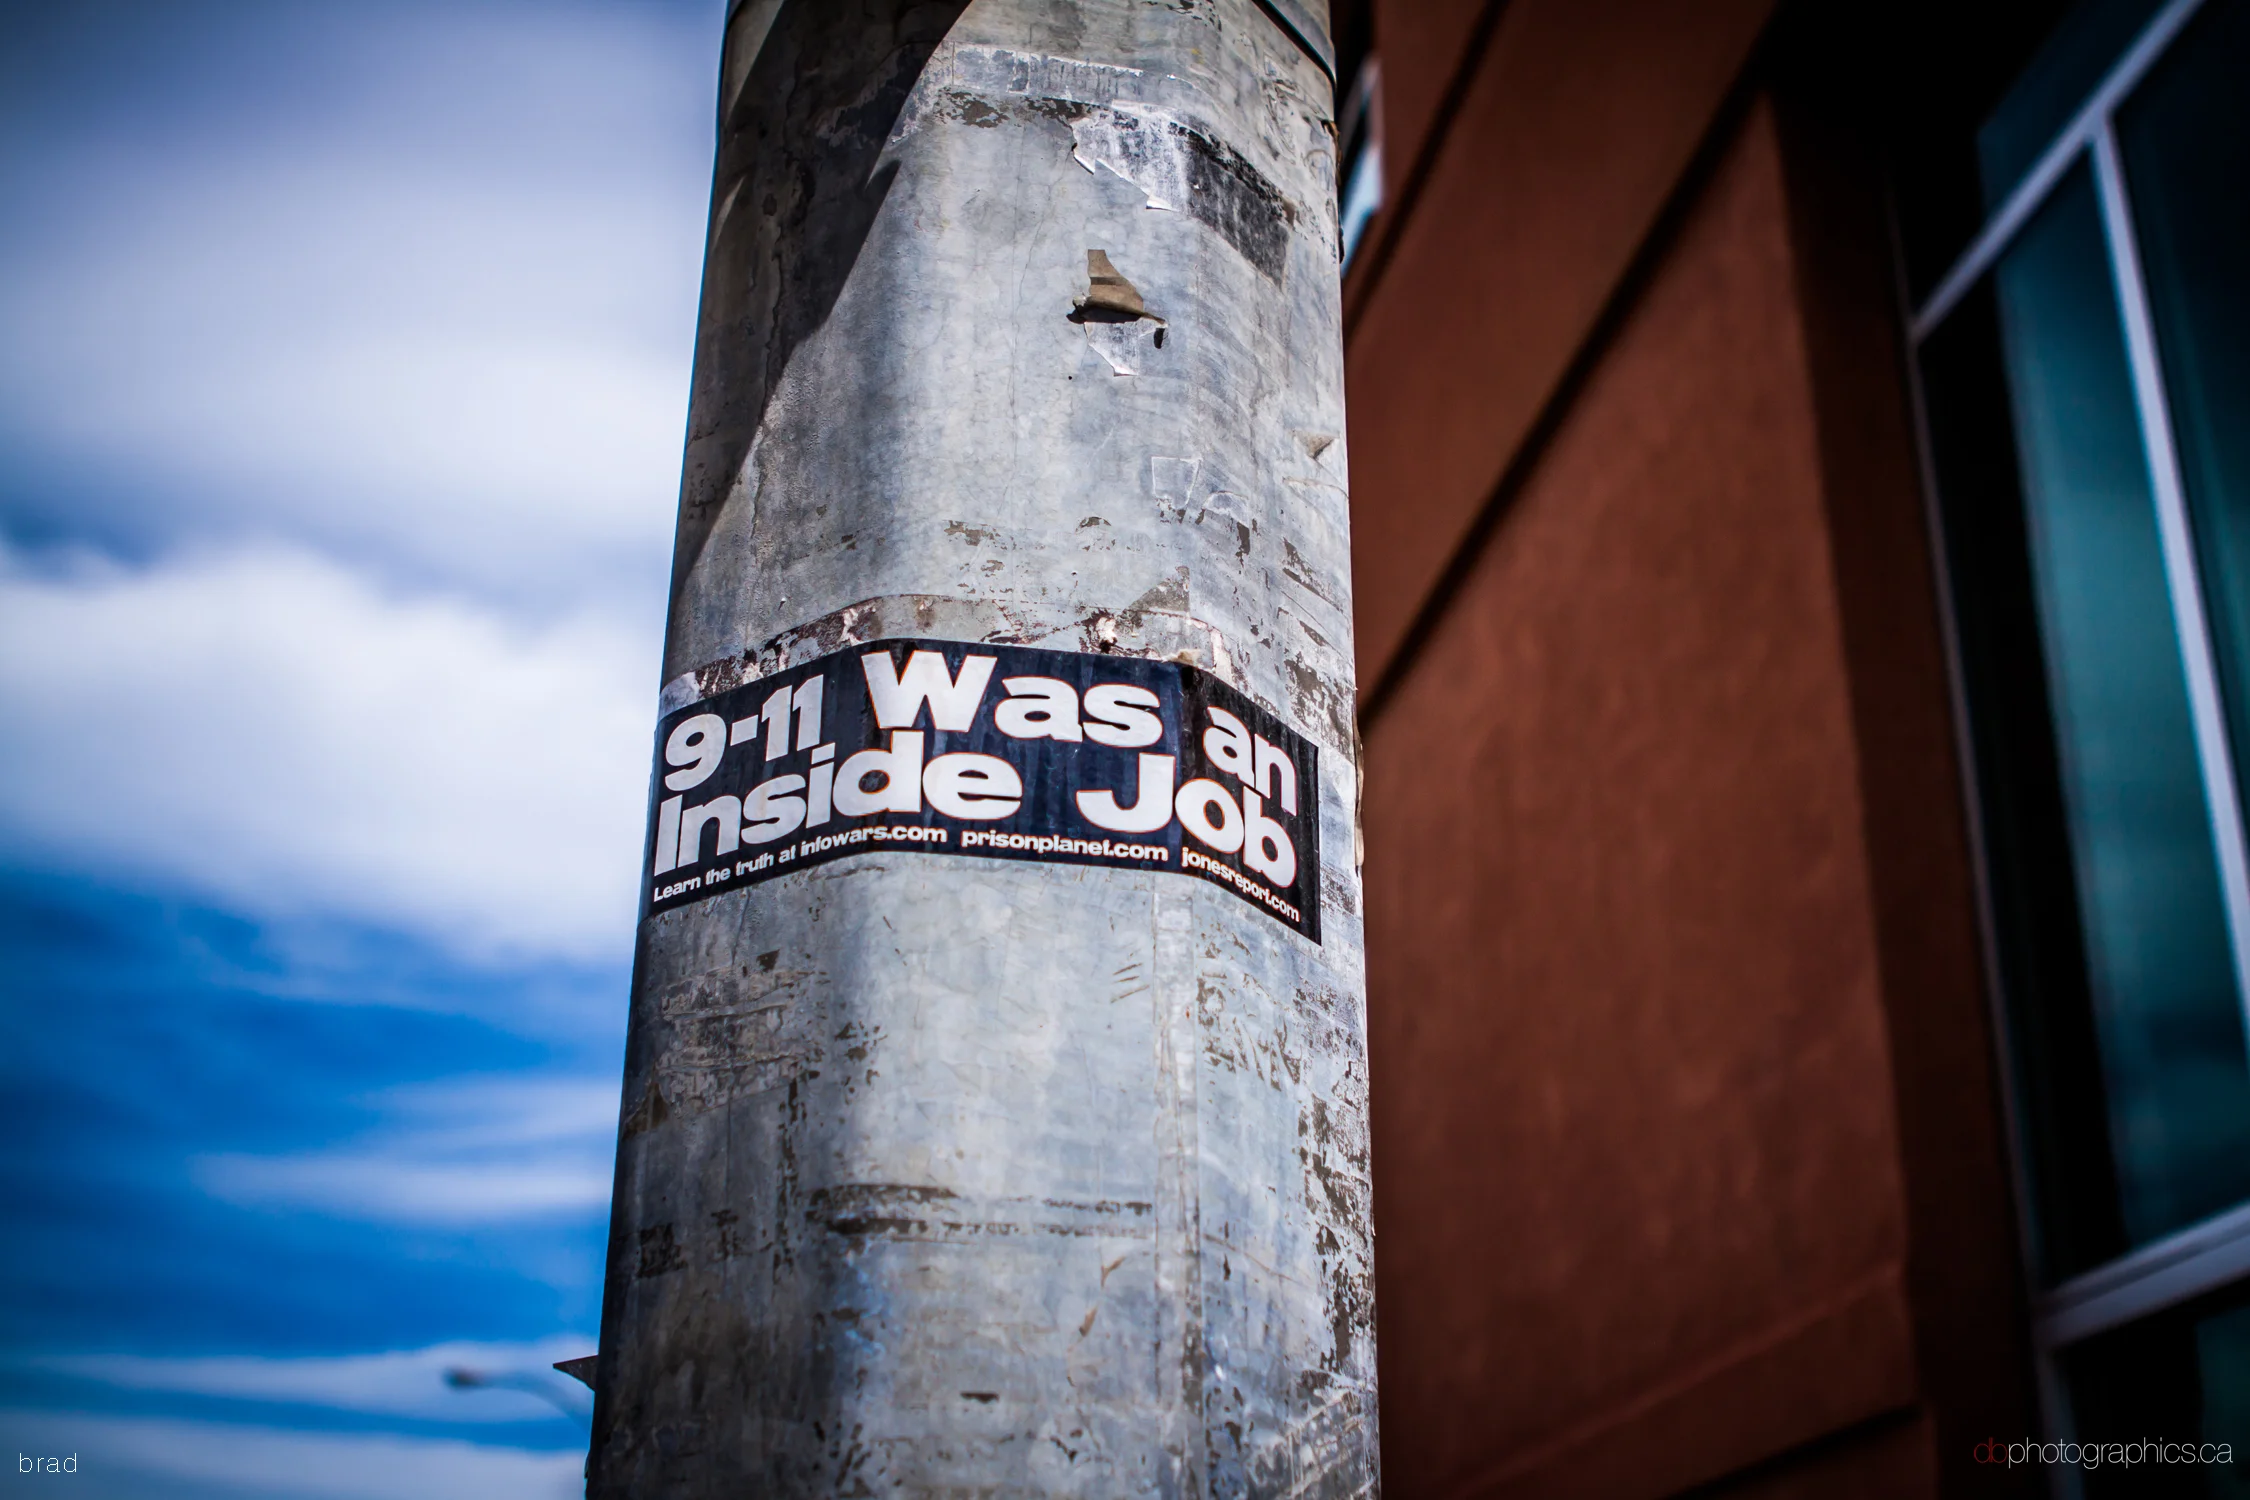 9-11 Was an
Inside Job
Learn the truth at infowars.com prisonplanet.com jonesreport.com
brad
dbphotographics.ca